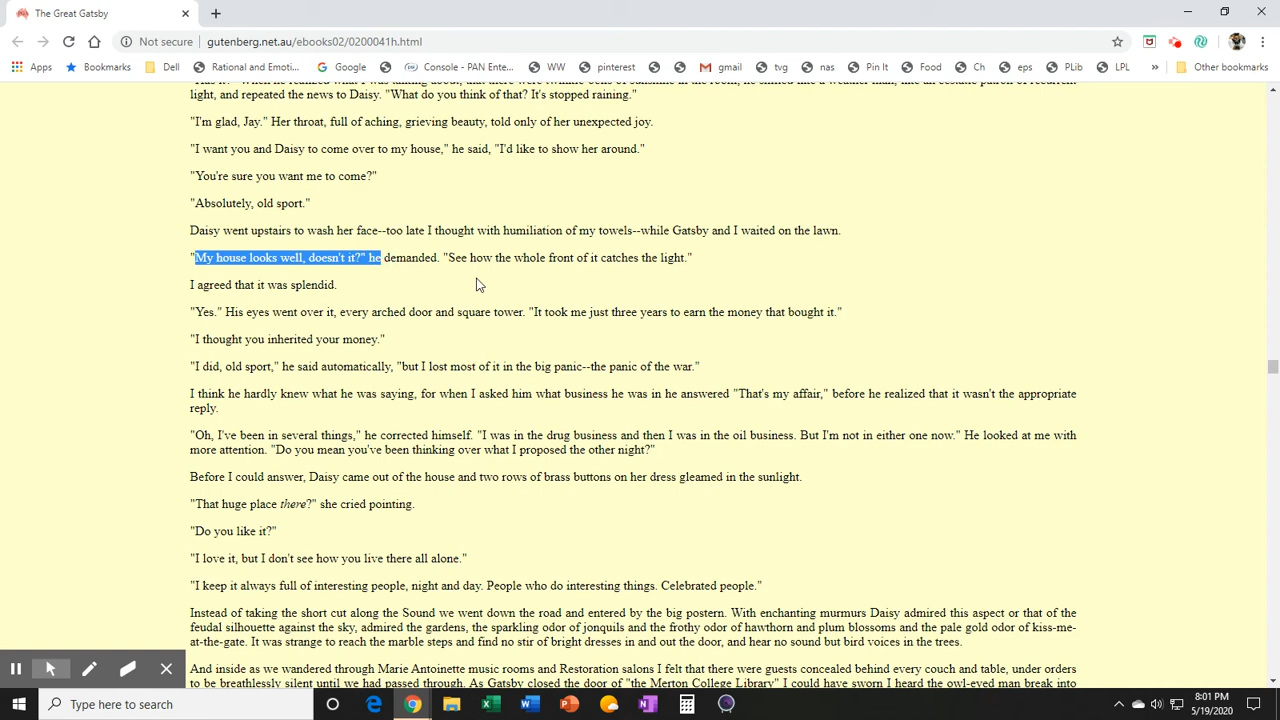 The Great Gatsby
Not secure | gutenberg.net.au/ebooks02/0200041h.html
Apps Bookmarks Dell Rational and Emoti... Google Console - PAN Ente... WW pinterest gmail tvg nas Pin It Food Ch eps PLib LPL » Other bookmarks
light, and repeated the news to Daisy. "What do you think of that? It's stopped raining."
"I'm glad, Jay." Her throat, full of aching, grieving beauty, told only of her unexpected joy.
"I want you and Daisy to come over to my house," he said, "I'd like to show her around."
"You're sure you want me to come?"
"Absolutely, old sport."
Daisy went upstairs to wash her face--too late I thought with humiliation of my towels--while Gatsby and I waited on the lawn.
"My house looks well, doesn't it?" he demanded. "See how the whole front of it catches the light."
I agreed that it was splendid.
"Yes." His eyes went over it, every arched door and square tower. "It took me just three years to earn the money that bought it."
"I thought you inherited your money."
"I did, old sport," he said automatically, "but I lost most of it in the big panic--the panic of the war."
I think he hardly knew what he was saying, for when I asked him what business he was in he answered "That's my affair," before he realized that it wasn't the appropriate
reply.
"Oh, I've been in several things," he corrected himself. "I was in the drug business and then I was in the oil business. But I'm not in either one now." He looked at me with
more attention. "Do you mean you've been thinking over what I proposed the other night?"
Before I could answer, Daisy came out of the house and two rows of brass buttons on her dress gleamed in the sunlight.
"That huge place there?" she cried pointing.
"Do you like it?"
"I love it, but I don't see how you live there all alone."
"I keep it always full of interesting people, night and day. People who do interesting things. Celebrated people."
Instead of taking the short cut along the Sound we went down the road and entered by the big postern. With enchanting murmurs Daisy admired this aspect or that of the
feudal silhouette against the sky, admired the gardens, the sparkling odor of jonquils and the frothy odor of hawthorn and plum blossoms and the pale gold odor of kiss-me-
at-the-gate. It was strange to reach the marble steps and find no stir of bright dresses in and out the door, and hear no sound but bird voices in the trees.
And inside as we wandered through Marie Antoinette music rooms and Restoration salons I felt that there were guests concealed behind every couch and table, under orders
to be breathlessly silent until we had passed through. As Gatsby closed the door of "the Merton College Library" I could have sworn I heard the owl-eyed man break into
Type here to search
8:01 PM
5/19/2020